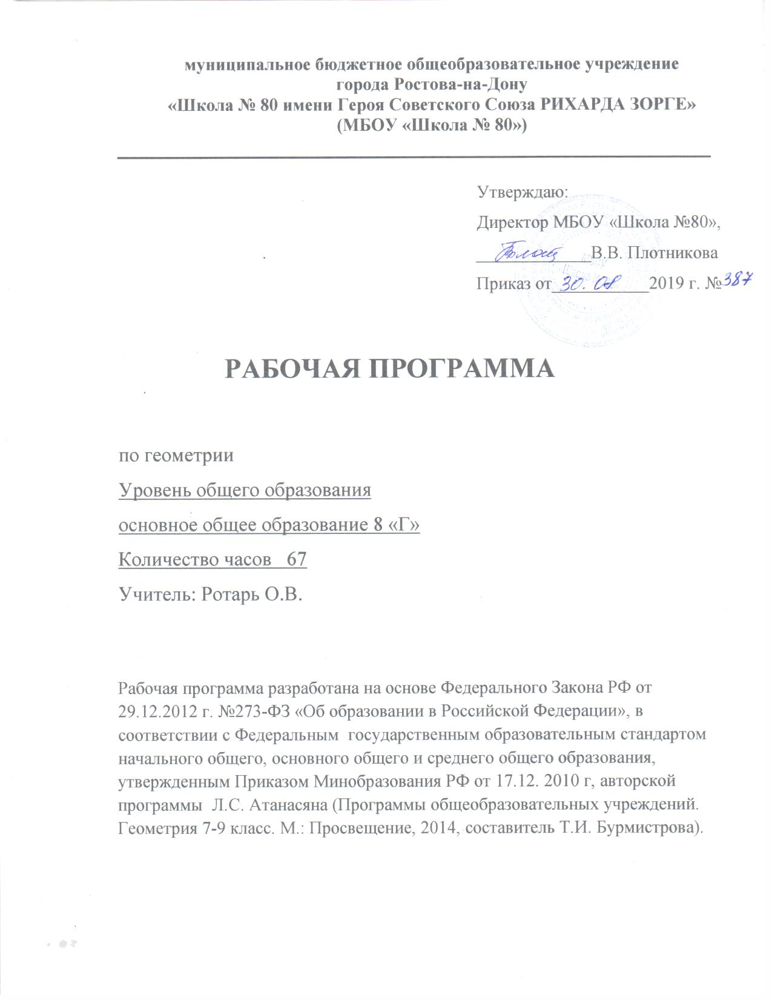 муниципальное бюджетное общеобразовательное учреждение
города Ростова-на-Дону
«Школа № 80 имени Героя Советского Союза РИХАРДА ЗОРГЕ»
(МБОУ «Школа № 80»)
Утверждаю:
Директор МБОУ «Школа №80»,
_____________В.В. Плотникова
Приказ от 30. 08 2019 г. №387
РАБОЧАЯ ПРОГРАММА
по геометрии
Уровень общего образования
основное общее образование 8 «Г»
Количество часов 67
Учитель: Ротарь О.В.
Рабочая программа разработана на основе Федерального Закона РФ от
29.12.2012 г. №273-ФЗ «Об образовании в Российской Федерации», в
соответствии с Федеральным государственным образовательным стандартом
начального общего, основного общего и среднего общего образования,
утвержденным Приказом Минобразования РФ от 17.12. 2010 г, авторской
программы Л.С. Атанасяна (Программы общеобразовательных учреждений.
Геометрия 7-9 класс. М.: Просвещение, 2014, составитель Т.И. Бурмистрова).